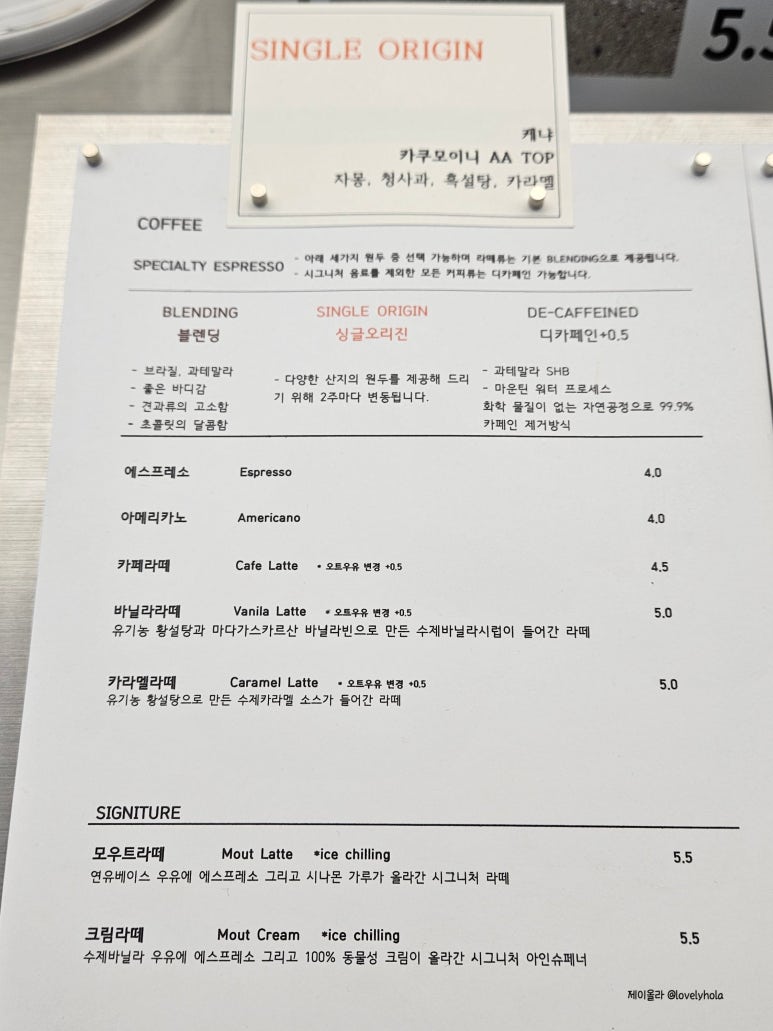 5.5
SINGLE ORIGIN
케냐
카쿠모이니 AA TOP
자몽, 청사과, 흑설탕, 카라멜
COFFEE
SPECIALTY ESPRESSO
- 아래 세가지 원두 중 선택 가능하며 라떼류는 기본 BLENDING으로 제공됩니다.
- 시그니처 음료를 제외한 모든 커피류는 디카페인 가능합니다.
BLENDING
블렌딩
- 브라질, 과테말라
- 좋은 바디감
- 견과류의 고소함
- 초콜릿의 달콤함
SINGLE ORIGIN
싱글오리진
- 다양한 산지의 원두를 제공해 드리
기 위해 2주마다 변동됩니다.
DE-CAFFEINED
디카페인+0.5
- 과테말라 SHB
- 마운틴 워터 프로세스
화학 물질이 없는 자연공정으로 99.9%
카페인 제거방식
에스프레소 Espresso 4.0
아메리카노 Americano 4.0
카페라떼 Cafe Latte * 오트우유 변경 +0.5 4.5
바닐라라떼 Vanila Latte * 오트우유 변경 +0.5 5.0
유기농 황설탕과 마다가스카르산 바닐라빈으로 만든 수제바닐라시럽이 들어간 라떼
카라멜라떼 Caramel Latte * 오트우유 변경 +0.5 5.0
유기농 황설탕으로 만든 수제카라멜 소스가 들어간 라떼
SIGNITURE
모우트라떼 Mout Latte *ice chilling 5.5
연유베이스 우유에 에스프레소 그리고 시나몬 가루가 올라간 시그니처 라떼
크림라떼 Mout Cream *ice chilling 5.5
수제바닐라 우유에 에스프레소 그리고 100% 동물성 크림이 올라간 시그니처 아인슈페너
제이올라 @lovelyhola